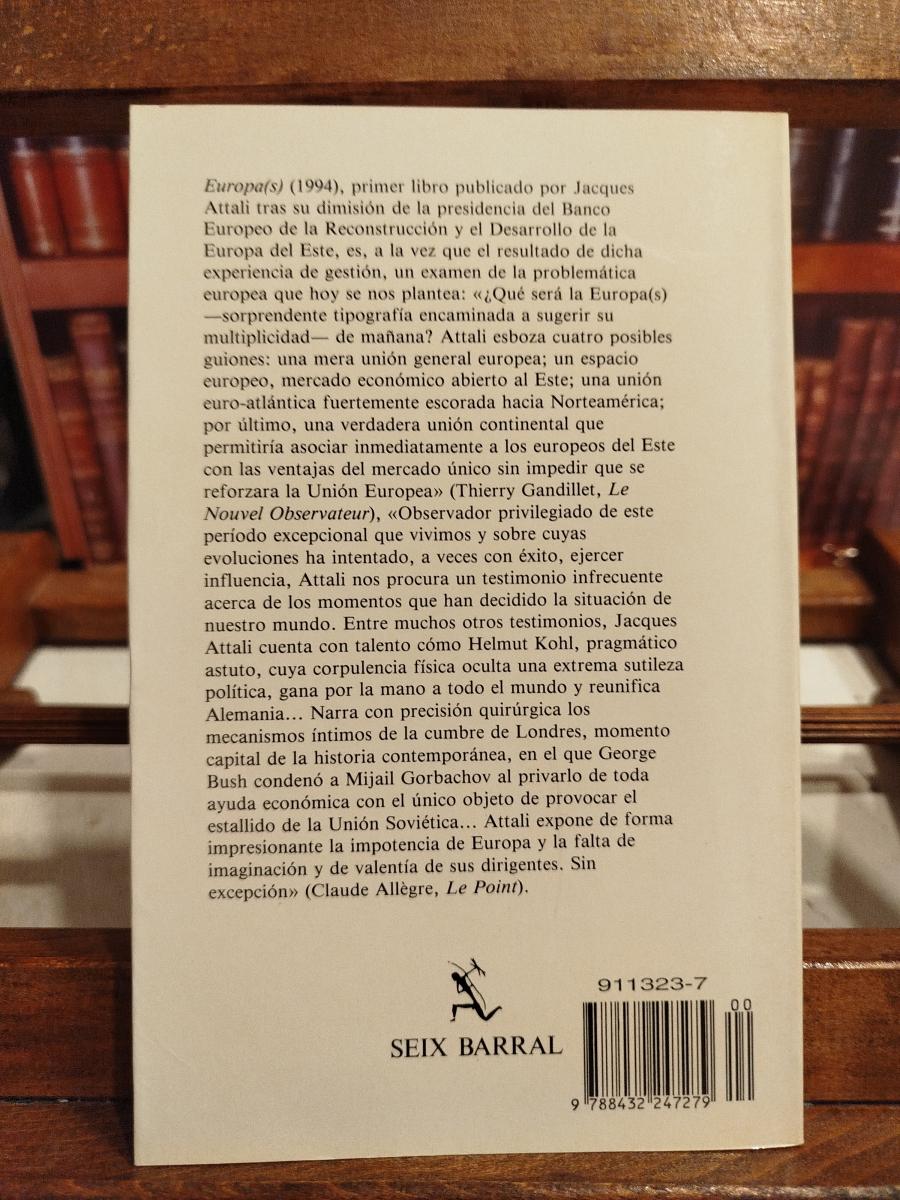 Europa(s) (1994), primer libro publicado por Jacques
Attali tras su dimisión de la presidencia del Banco
Europeo de la Reconstrucción y el Desarrollo de la
Europa del Este, es, a la vez que el resultado de dicha
experiencia de gestión, un examen de la problemática
europea que hoy se nos plantea: «¿Qué será la Europa(s)
—sorprendente tipografía encaminada a sugerir su
multiplicidad— de mañana? Attali esboza cuatro posibles
guiones: una mera unión general europea; un espacio
europeo, mercado económico abierto al Este; una unión
euro-atlántica fuertemente escorada hacia Norteamérica;
por último, una verdadera unión continental que
permitiría asociar inmediatamente a los europeos del Este
con las ventajas del mercado único sin impedir que se
reforzara la Unión Europea» (Thierry Gandillet, Le
Nouvel Observateur), «Observador privilegiado de este
período excepcional que vivimos y sobre cuyas
evoluciones ha intentado, a veces con éxito, ejercer
influencia, Attali nos procura un testimonio infrecuente
acerca de los momentos que han decidido la situación de
nuestro mundo. Entre muchos otros testimonios, Jacques
Attali cuenta con talento cómo Helmut Kohl, pragmático
astuto, cuya corpulencia física oculta una extrema sutileza
política, gana por la mano a todo el mundo y reunifica
Alemania... Narra con precisión quirúrgica los
mecanismos íntimos de la cumbre de Londres, momento
capital de la historia contemporánea, en el que George
Bush condenó a Mijail Gorbachov al privarlo de toda
ayuda económica con el único objeto de provocar el
estallido de la Unión Soviética... Attali expone de forma
impresionante la impotencia de Europa y la falta de
imaginación y de valentía de sus dirigentes. Sin
excepción» (Claude Allègre, Le Point).
SEIX BARRAL
911323-7
00
9 788432 247279